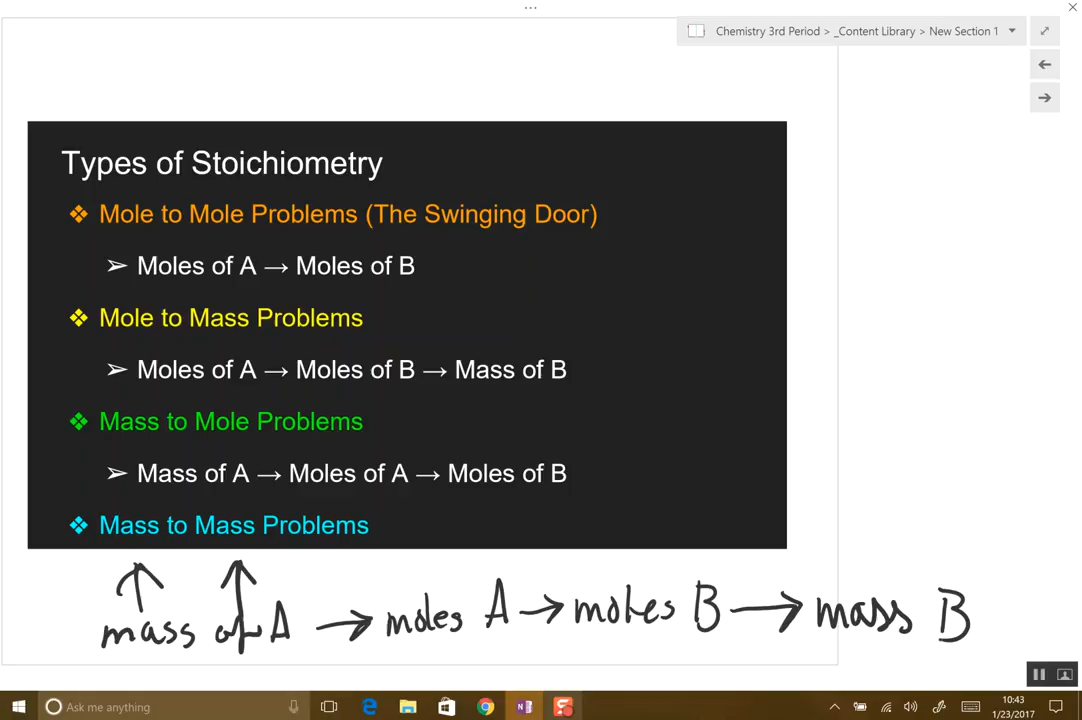 Chemistry 3rd Period > _Content Library > New Section 1
Types of Stoichiometry
❖ Mole to Mole Problems (The Swinging Door)
➢ Moles of A → Moles of B
❖ Mole to Mass Problems
➢ Moles of A → Moles of B → Mass of B
❖ Mass to Mole Problems
➢ Mass of A → Moles of A → Moles of B
❖ Mass to Mass Problems
mass of A → moles A → moles B → mass B
Ask me anything
10:43
1/23/2017